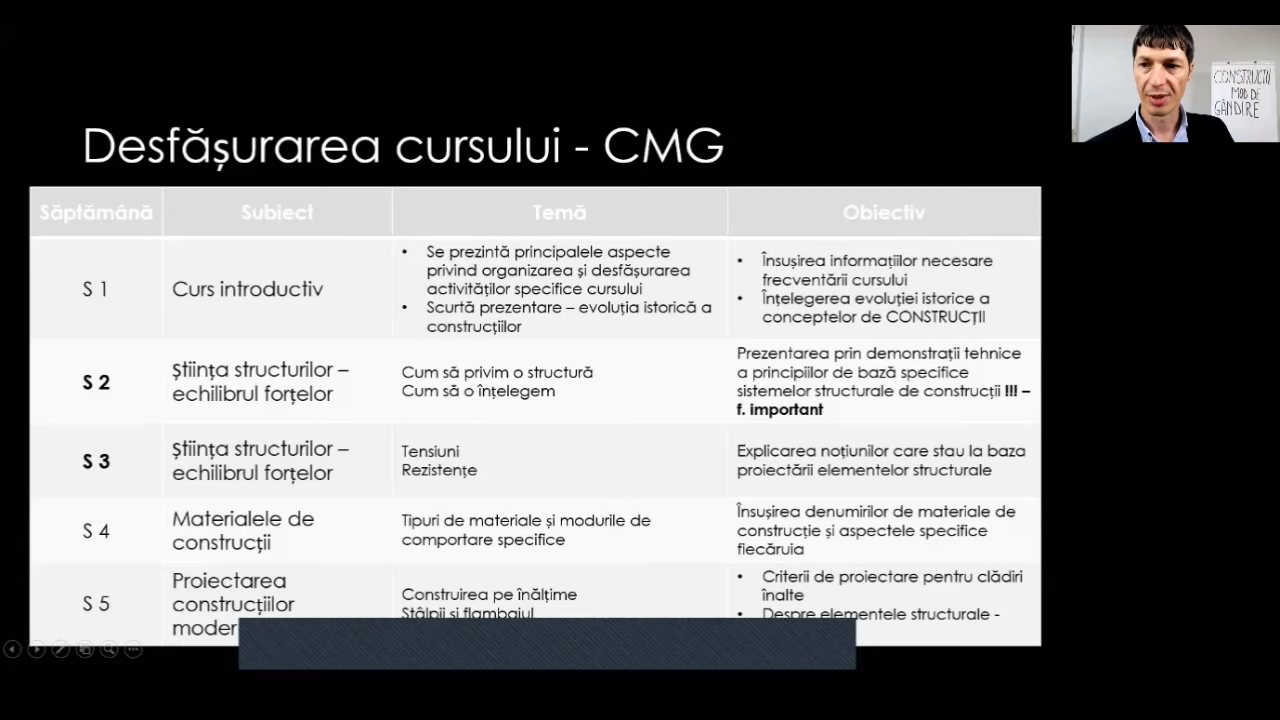 CONSTRUCTII
MOD DE
GÂNDIRE
Desfășurarea cursului - CMG
Săptămână
Subiect
Temă
Obiectiv
S 1
Curs introductiv
• Se prezintă principalele aspecte
privind organizarea și desfășurarea
activităților specifice cursului
• Scurtă prezentare – evoluția istorică a
construcțiilor
• Însușirea informațiilor necesare
frecventării cursului
• Înțelegerea evoluției istorice a
conceptelor de CONSTRUCȚII
S 2
Știința structurilor –
echilibrul forțelor
Cum să privim o structură
Cum să o înțelegem
Prezentarea prin demonstrații tehnice
a principiilor de bază specifice
sistemelor structurale de construcții !!! –
f. important
S 3
Știința structurilor –
echilibrul forțelor
Tensiuni
Rezistențe
Explicarea noțiunilor care stau la baza
proiectării elementelor structurale
S 4
Materialele de
construcții
Tipuri de materiale și modurile de
comportare specifice
Însușirea denumirilor de materiale de
construcție și aspectele specifice
fiecăruia
S 5
Proiectarea
construcțiilor
moder
Construirea pe înălțime
Stâlpii și flambajul
• Criterii de proiectare pentru clădiri
înalte
• Despre elementele structurale -